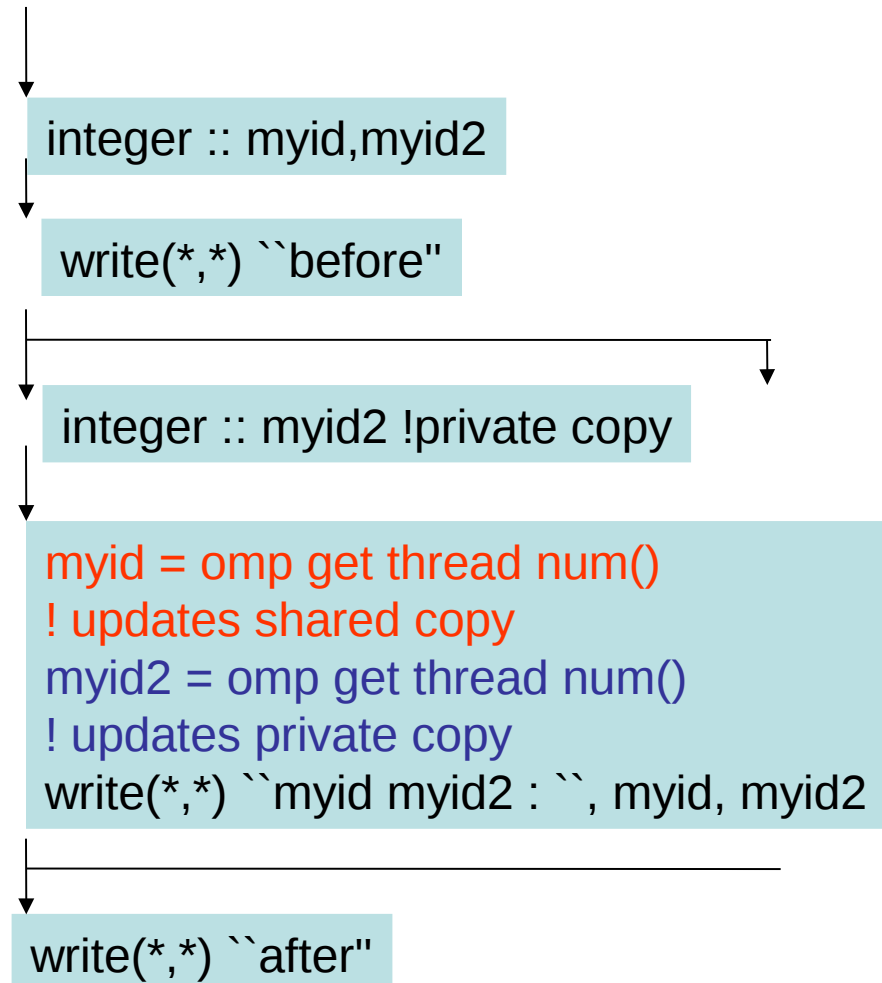 integer :: myid,myid2
write(*,*) ``before"
integer :: myid2 !private copy
myid = omp get thread num()
! updates shared copy
myid2 = omp get thread num()
! updates private copy
write(*,*) ``myid myid2 : ``, myid, myid2
write(*,*) ``after"